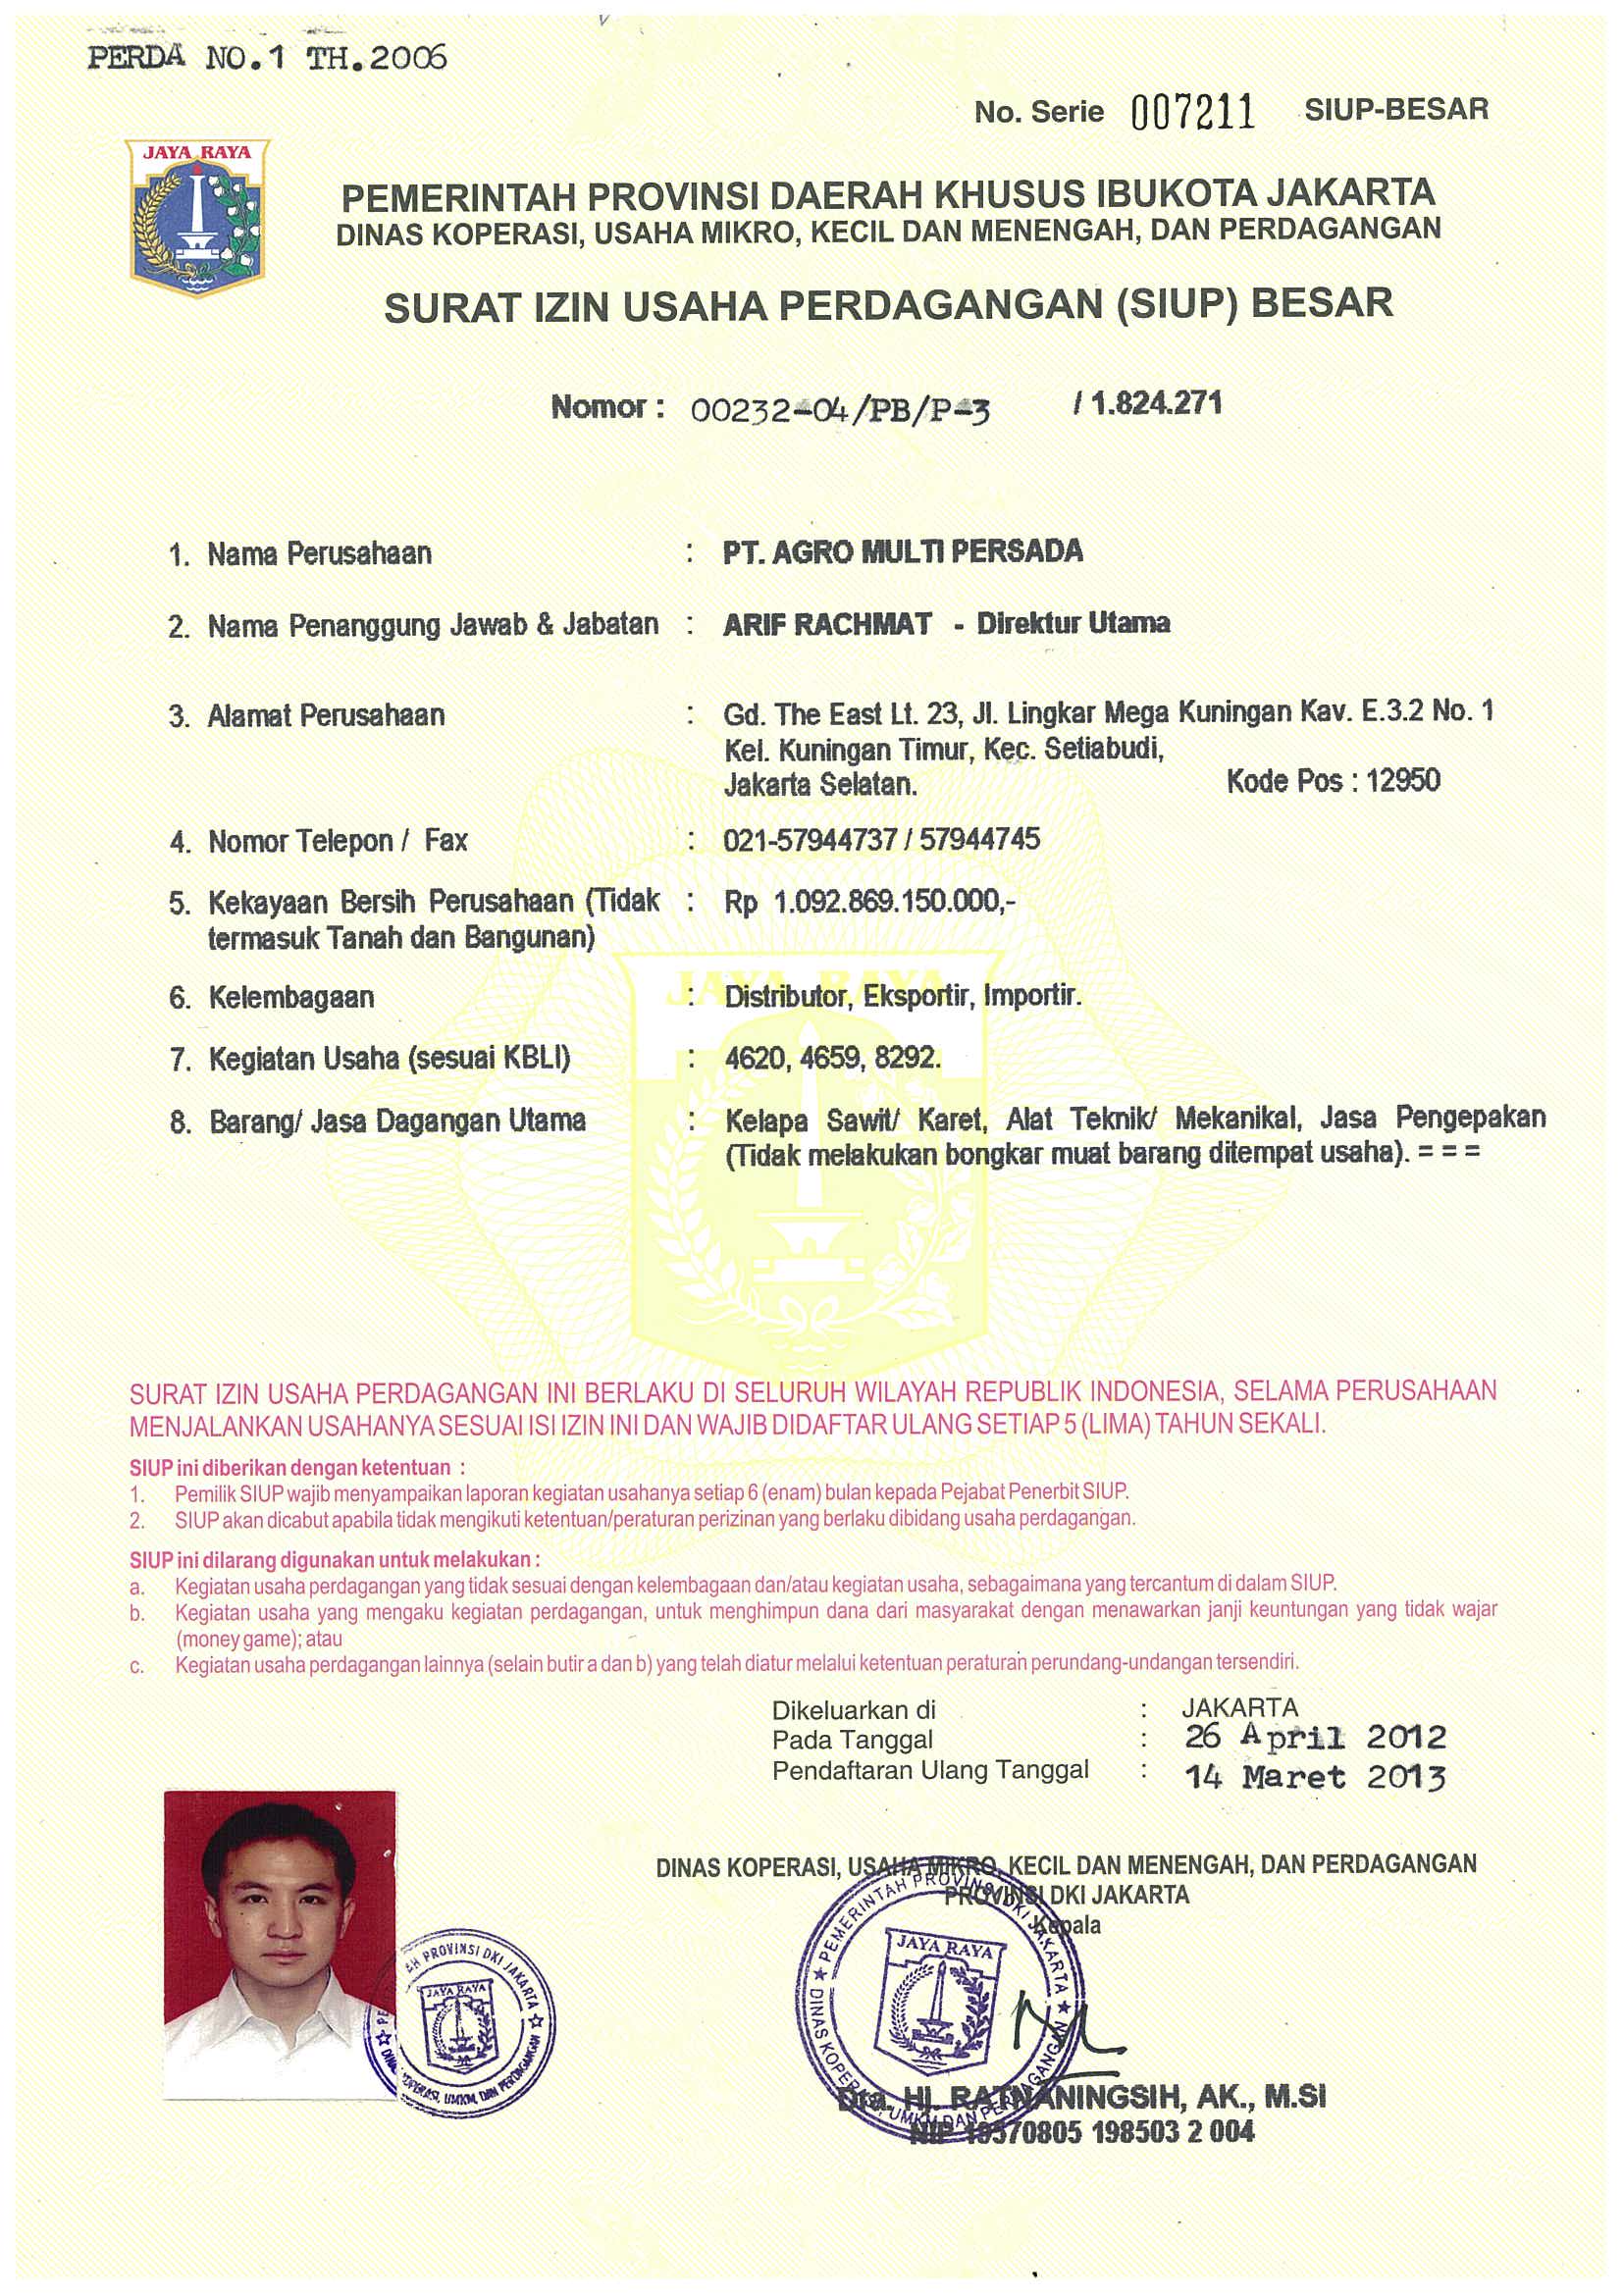 PERDA NO.1 TH.2006
No. Serie 007211 SIUP-BESAR
JAYA RAYA
PEMERINTAH PROVINSI DAERAH KHUSUS IBUKOTA JAKARTA
DINAS KOPERASI, USAHA MIKRO, KECIL DAN MENENGAH, DAN PERDAGANGAN
SURAT IZIN USAHA PERDAGANGAN (SIUP) BESAR
Nomor : 00232-04/PB/P-3 / 1.824.271
1. Nama Perusahaan : PT. AGRO MULTI PERSADA
2. Nama Penanggung Jawab & Jabatan : ARIF RACHMAT - Direktur Utama
3. Alamat Perusahaan : Gd. The East Lt. 23, Jl. Lingkar Mega Kuningan Kav. E.3.2 No. 1
Kel. Kuningan Timur, Kec. Setiabudi,
Jakarta Selatan. Kode Pos : 12950
4. Nomor Telepon / Fax : 021-57944737 / 57944745
5. Kekayaan Bersih Perusahaan (Tidak : Rp 1.092.869.150.000,-
termasuk Tanah dan Bangunan)
JAYA RAYA
6. Kelembagaan : Distributor, Eksportir, Importir.
7. Kegiatan Usaha (sesuai KBLI) : 4620, 4659, 8292.
8. Barang/ Jasa Dagangan Utama : Kelapa Sawit/ Karet, Alat Teknik/ Mekanikal, Jasa Pengepakan
(Tidak melakukan bongkar muat barang ditempat usaha). = = =
SURAT IZIN USAHA PERDAGANGAN INI BERLAKU DI SELURUH WILAYAH REPUBLIK INDONESIA, SELAMA PERUSAHAAN
MENJALANKAN USAHANYA SESUAI ISI IZIN INI DAN WAJIB DIDAFTAR ULANG SETIAP 5 (LIMA) TAHUN SEKALI.
SIUP ini diberikan dengan ketentuan :
1. Pemilik SIUP wajib menyampaikan laporan kegiatan usahanya setiap 6 (enam) bulan kepada Pejabat Penerbit SIUP.
2. SIUP akan dicabut apabila tidak mengikuti ketentuan/peraturan perizinan yang berlaku dibidang usaha perdagangan.
SIUP ini dilarang digunakan untuk melakukan :
a. Kegiatan usaha perdagangan yang tidak sesuai dengan kelembagaan dan/atau kegiatan usaha, sebagaimana yang tercantum di dalam SIUP.
b. Kegiatan usaha yang mengaku kegiatan perdagangan, untuk menghimpun dana dari masyarakat dengan menawarkan janji keuntungan yang tidak wajar
(money game); atau
c. Kegiatan usaha perdagangan lainnya (selain butir a dan b) yang telah diatur melalui ketentuan peraturan perundang-undangan tersendiri.
Dikeluarkan di : JAKARTA
Pada Tanggal : 26 April 2012
Pendaftaran Ulang Tanggal : 14 Maret 2013
DINAS KOPERASI, USAHA MIKRO, KECIL DAN MENENGAH, DAN PERDAGANGAN
PROVINSI DKI JAKARTA
Kepala
PEMERINTAH PROVINSI DKI JAKARTA
JAYA RAYA
DINAS KOPERASI, UMKM DAN PERDAGANGAN
PROVINSI DKI JAKARTA
JAYA RAYA
KOPERASI, UMKM, DAN PERDAGANGAN
Dra. Hj. RATNANINGSIH, AK., M.SI
NIP 19570805 198503 2 004